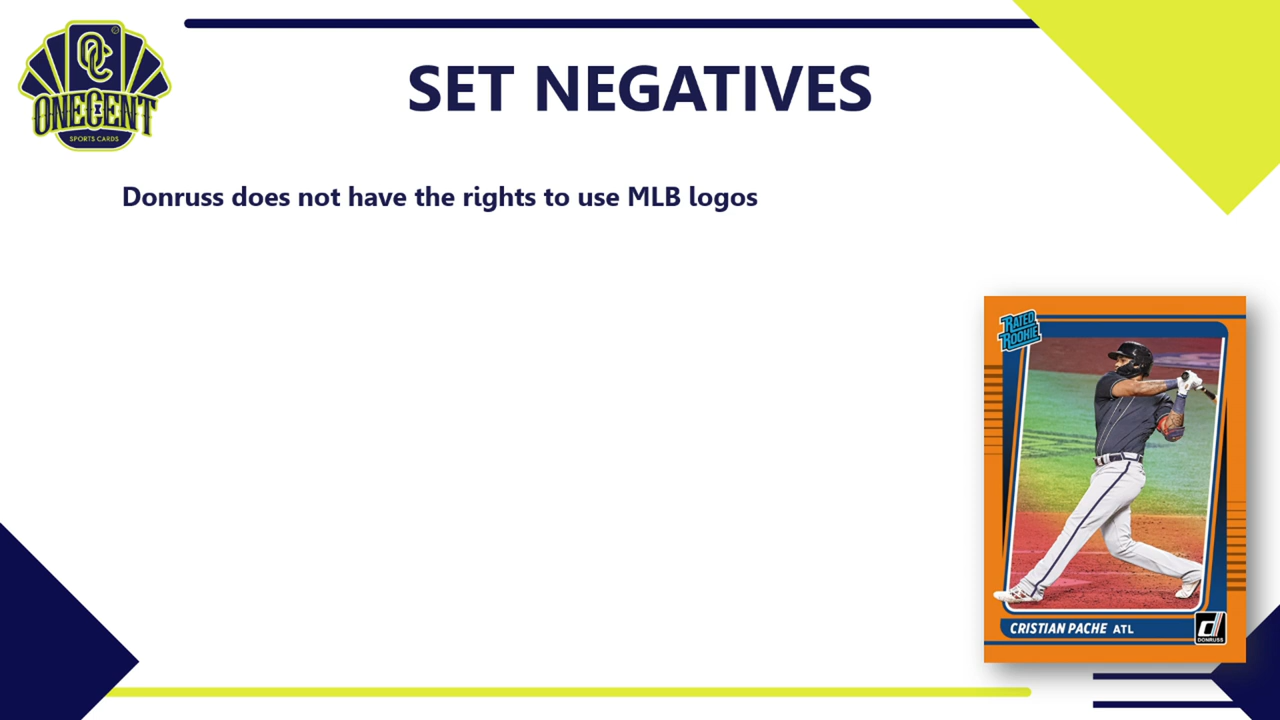 OC
ONECENT
SPORTS CARDS
SET NEGATIVES
Donruss does not have the rights to use MLB logos
RATED
ROOKIE
CRISTIAN PACHE ATL
DONRUSS